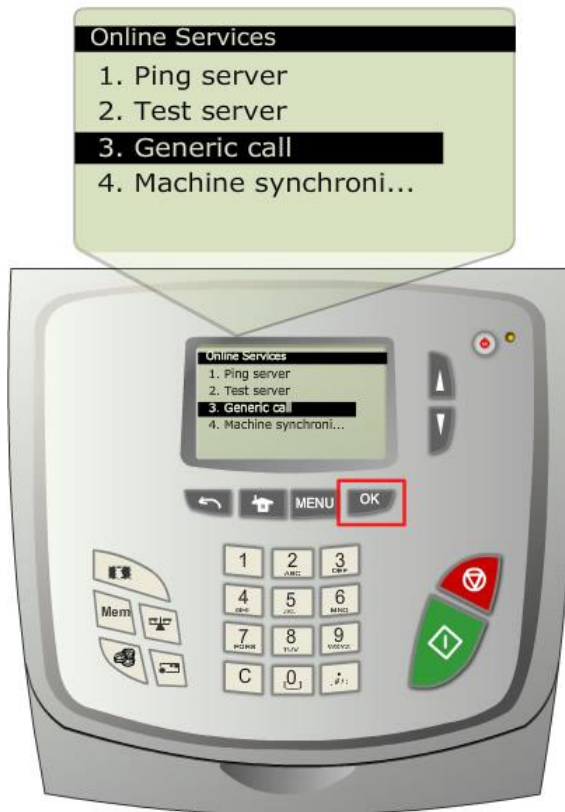 Online Services
1. Ping server
2. Test server
3. Generic call
4. Machine synchroni...
Online Services
1. Ping server
2. Test server
3. Generic call
4. Machine synchroni...
MENU
OK
1
2
ABC
3
DEF
Mem
4
GHI
5
JKL
6
MNO
7
PQRS
8
TUV
9
WXYZ
C
0